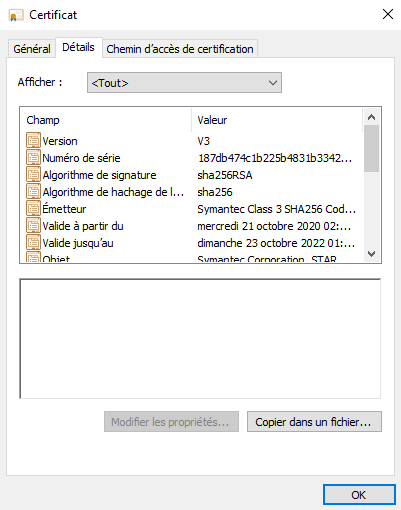 Certificat
Général Détails Chemin d'accès de certification
Afficher : <Tout>
Champ Valeur
Version V3
Numéro de série 187db474c1b225b4831b3342...
Algorithme de signature sha256RSA
Algorithme de hachage de l... sha256
Émetteur Symantec Class 3 SHA256 Cod...
Valide à partir du mercredi 21 octobre 2020 02:...
Valide jusqu'au dimanche 23 octobre 2022 01:...
Objet Symantec Corporation, STAR
Modifier les propriétés... Copier dans un fichier...
OK